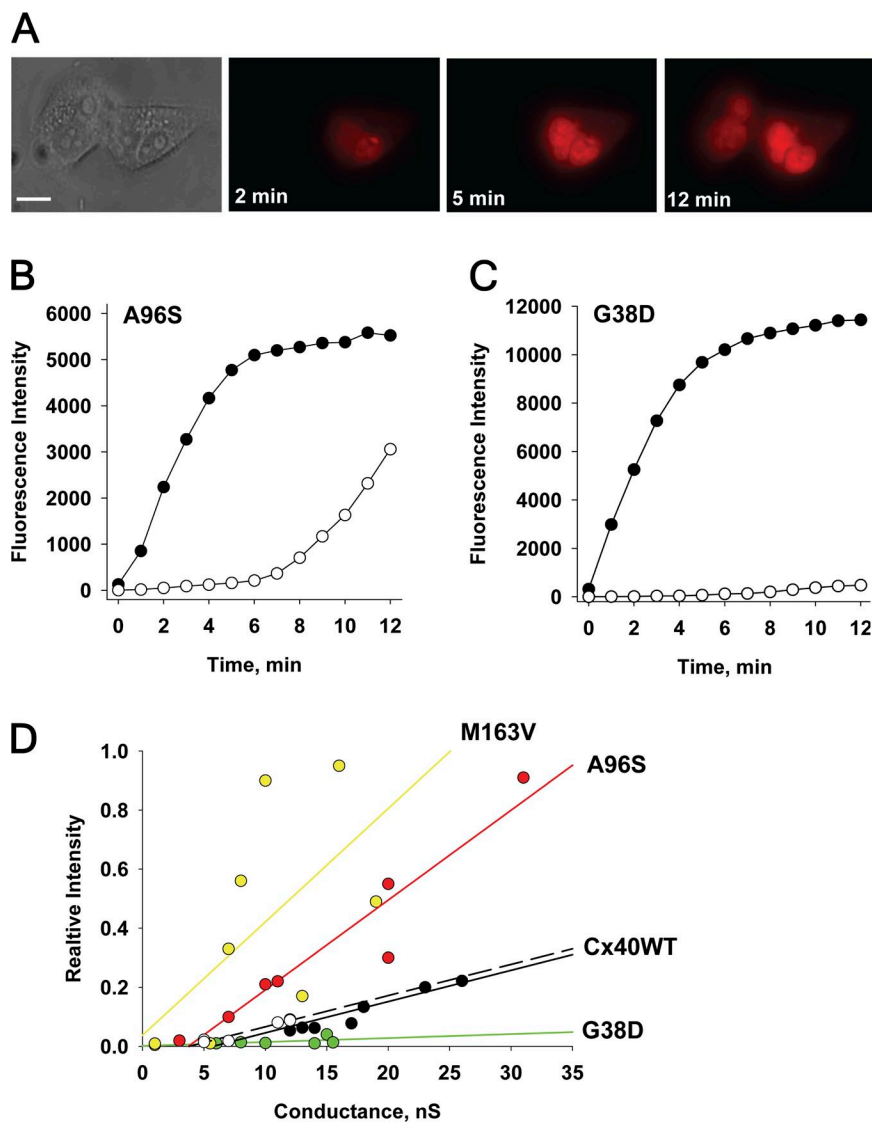 A
2 min
5 min
12 min
B
A96S
6000
5000
4000
3000
2000
1000
0
Fluorescence Intensity
0 2 4 6 8 10 12
Time, min
C
G38D
12000
10000
8000
6000
4000
2000
0
Fluorescence Intensity
0 2 4 6 8 10 12
Time, min
D
M163V
A96S
Cx40WT
G38D
1.0
0.8
0.6
0.4
0.2
0.0
Realtive Intensity
0 5 10 15 20 25 30 35
Conductance, nS